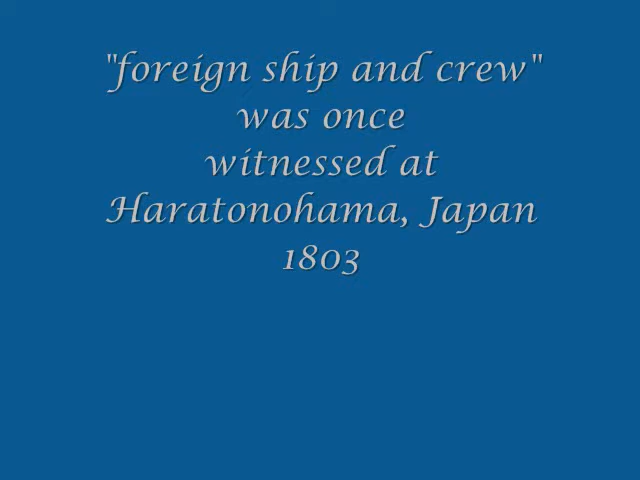 "foreign ship and crew"
was once
witnessed at
Haratonohama, Japan
1803